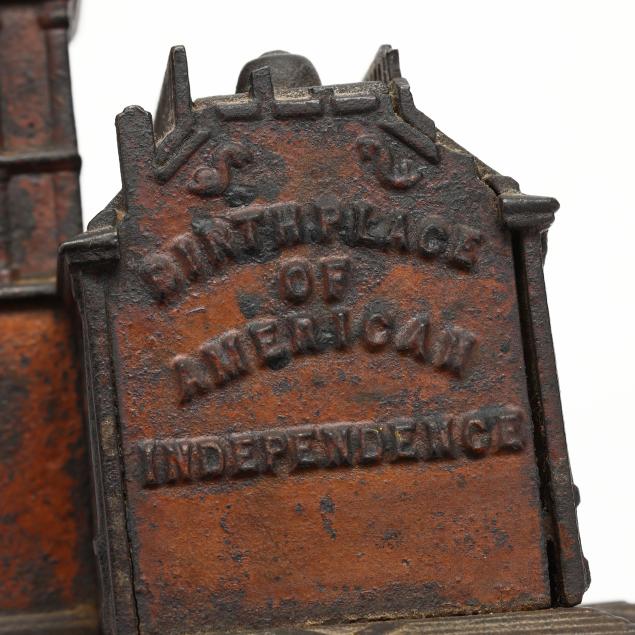 BIRTHPLACE
OF
AMERICAN
INDEPENDENCE